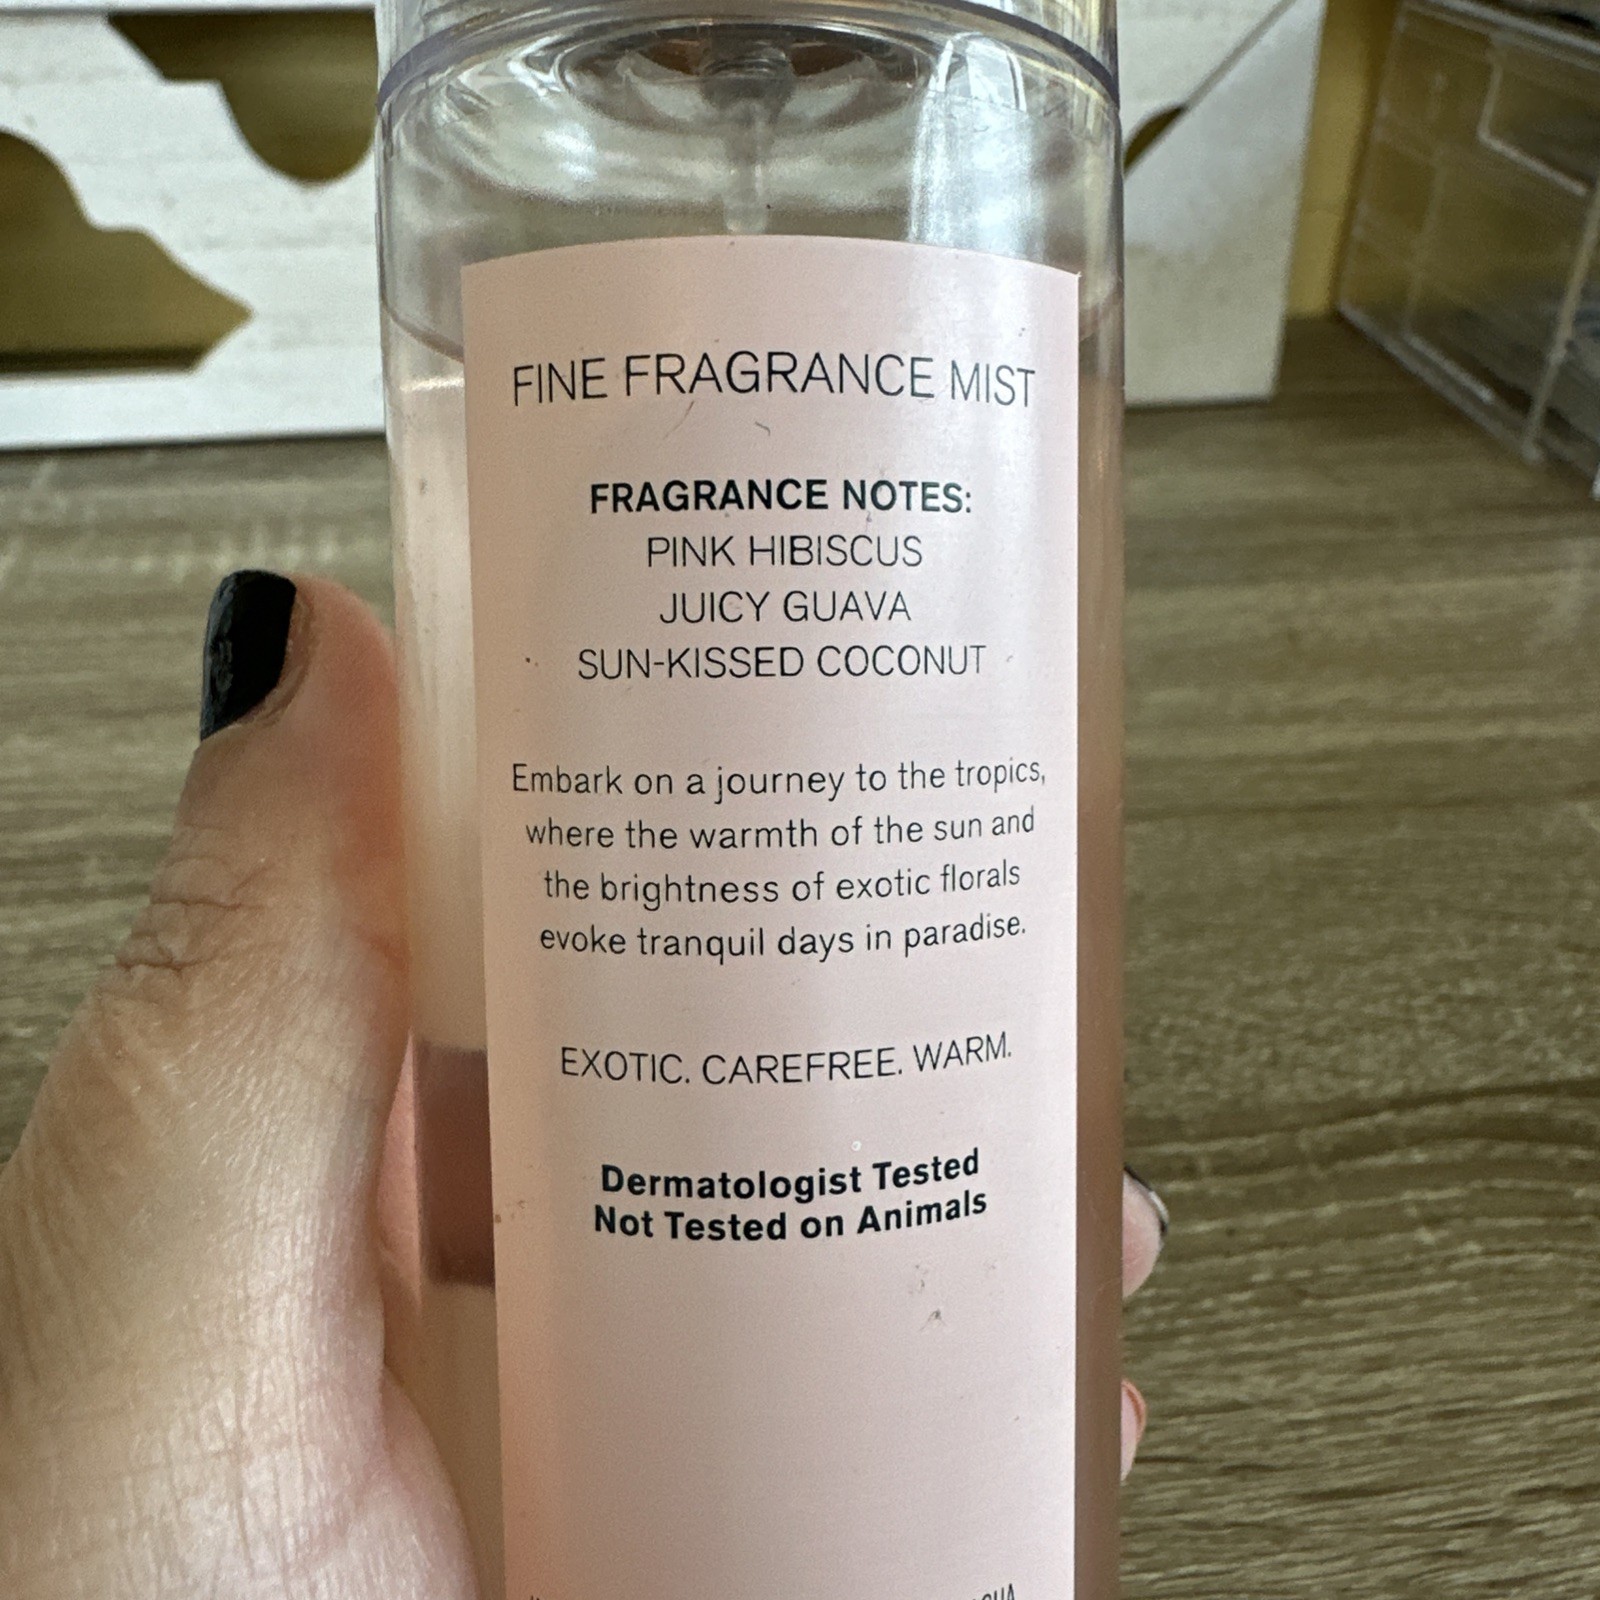 FINE FRAGRANCE MIST
FRAGRANCE NOTES:
PINK HIBISCUS
JUICY GUAVA
SUN-KISSED COCONUT
Embark on a journey to the tropics,
where the warmth of the sun and
the brightness of exotic florals
evoke tranquil days in paradise.
EXOTIC. CAREFREE. WARM.
Dermatologist Tested
Not Tested on Animals